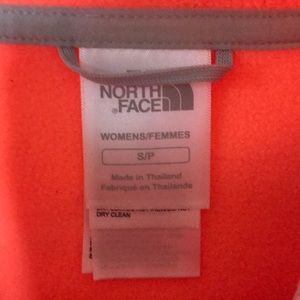 NORTH
FACE
WOMENS/FEMMES
S/P
Made in Thailand
Fabriqué en Thaïlande
DRY CLEAN